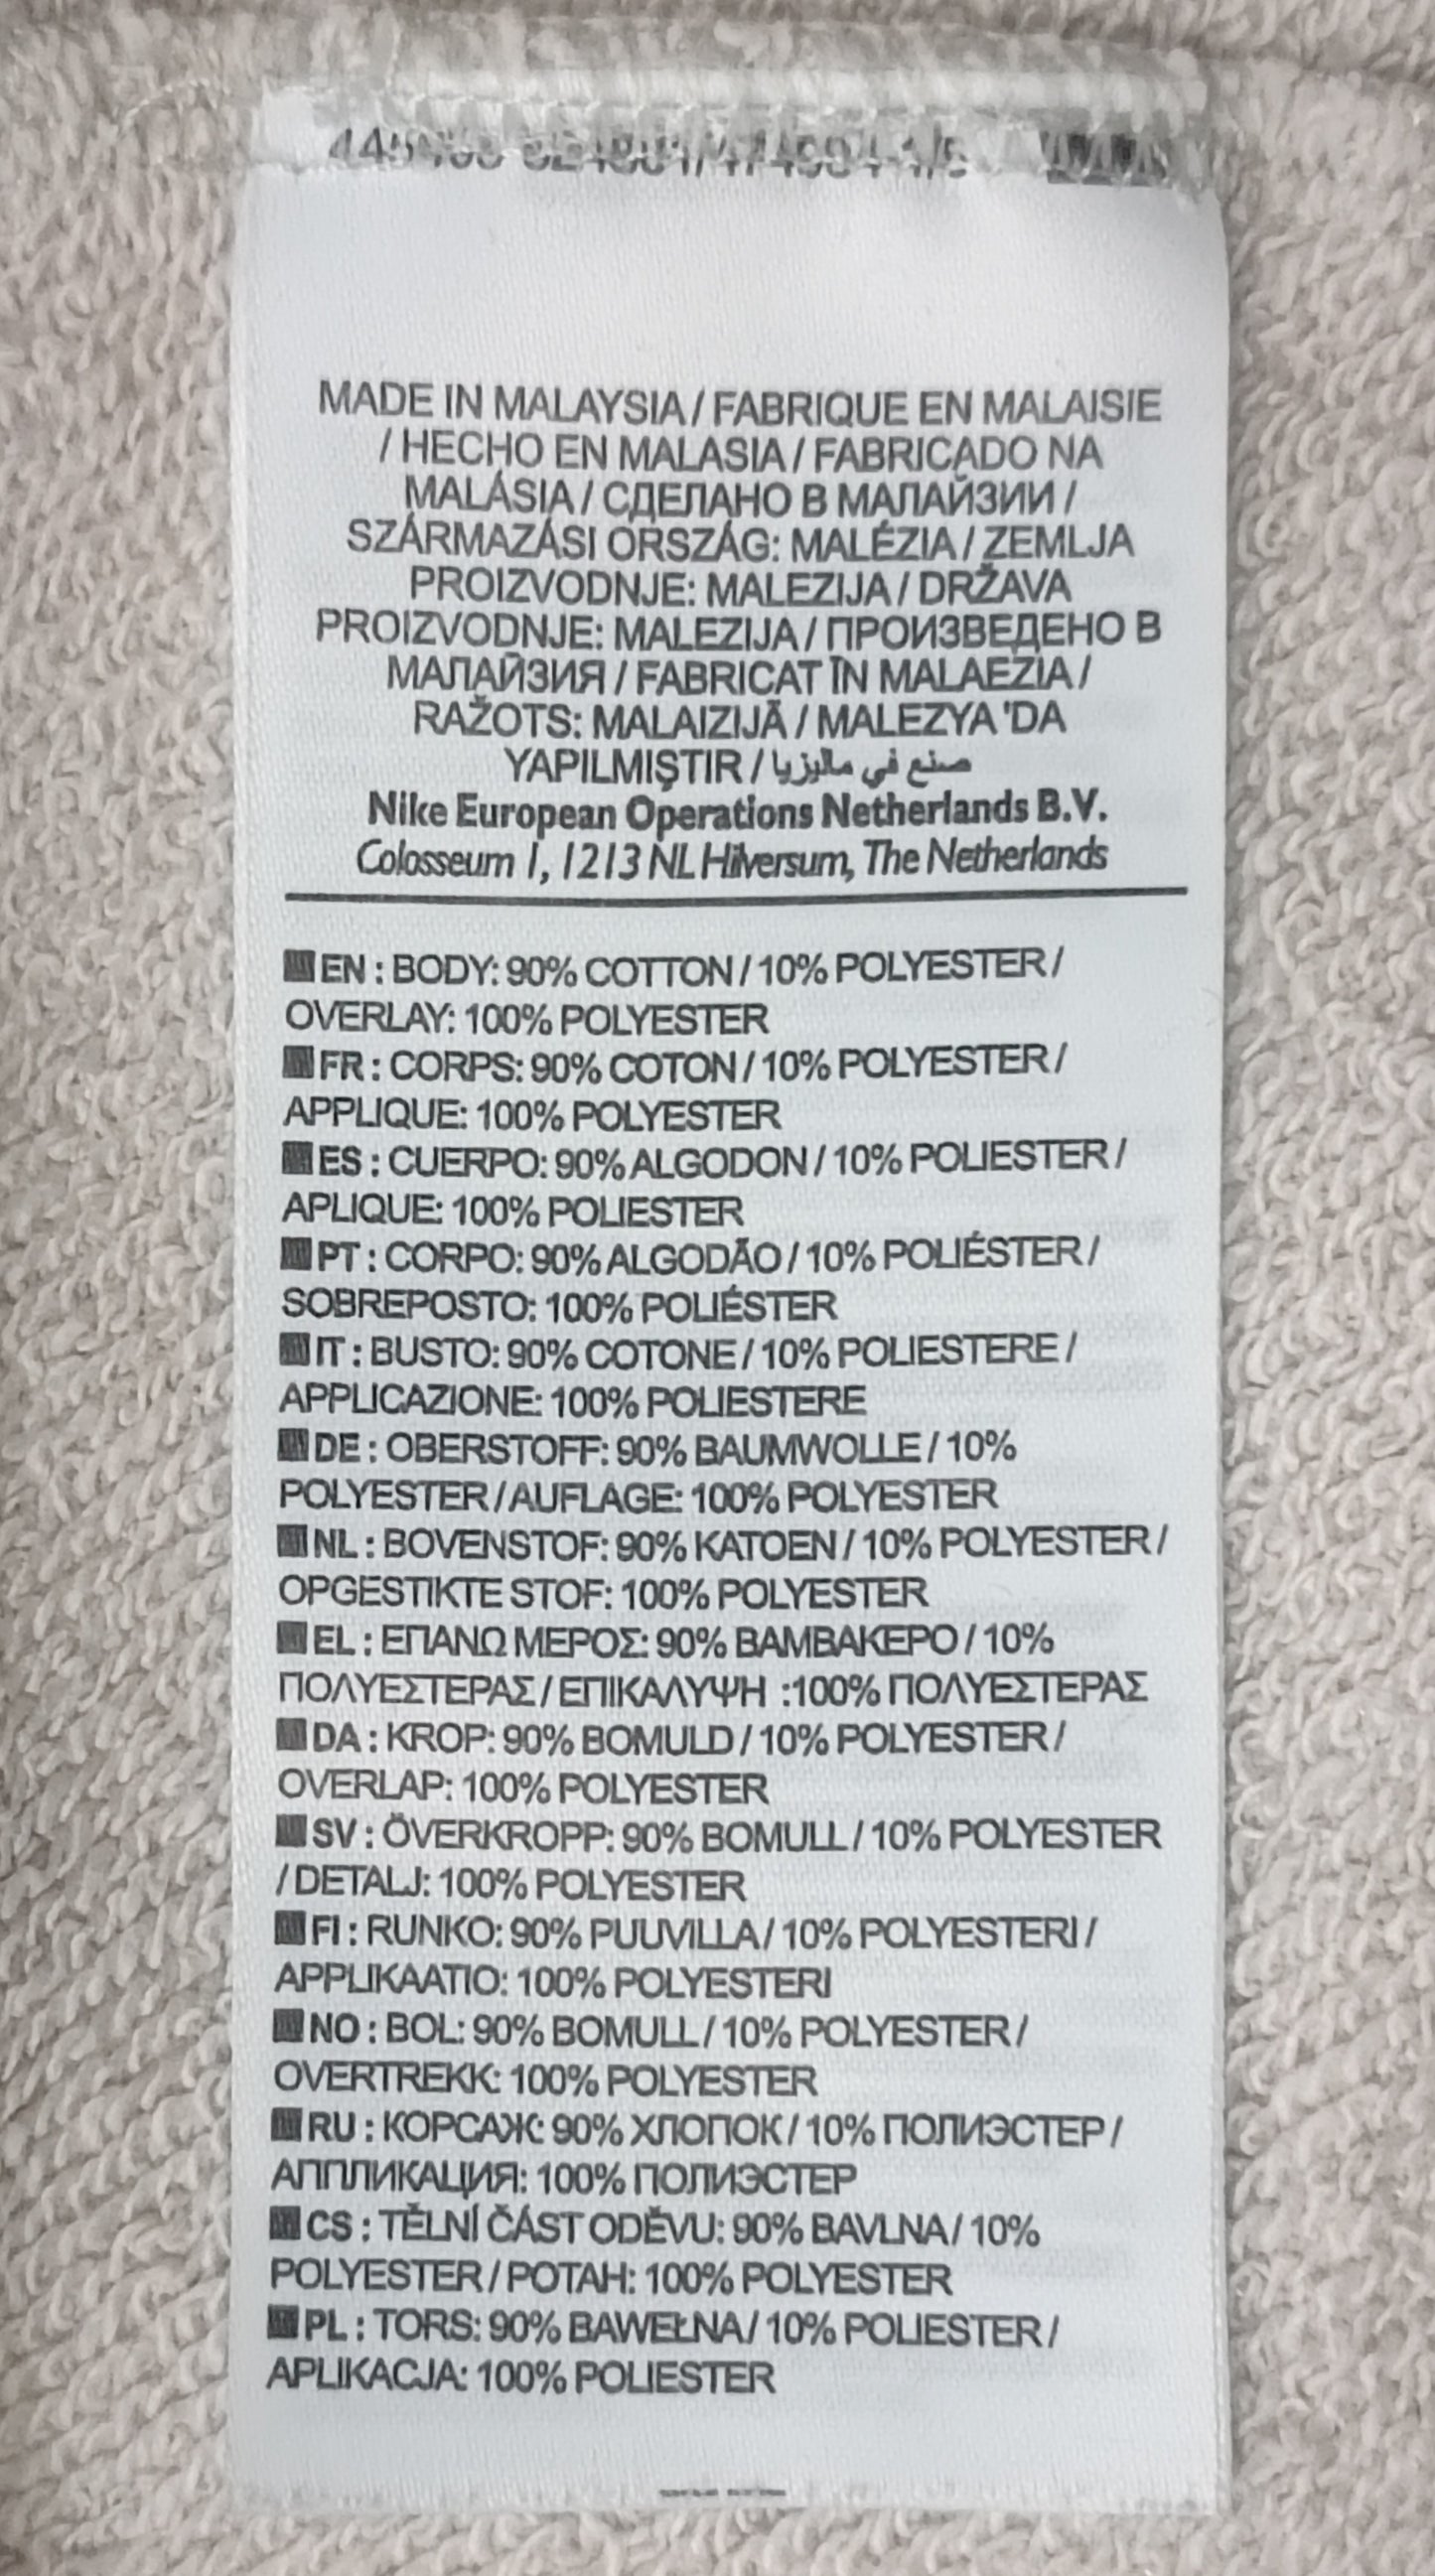 MADE IN MALAYSIA / FABRIQUE EN MALAISIE
/ HECHO EN MALASIA / FABRICADO NA
MALÁSIA / СДЕЛАНО В МАЛАЙЗИИ /
SZÁRMAZÁSI ORSZÁG: MALÉZIA / ZEMLJA
PROIZVODNJE: MALEZIJA / DRŽAVA
PROIZVODNJE: MALEZIJA / ПРОИЗВЕДЕНО В
МАЛАЙЗИЯ / FABRICAT ÎN MALAEZIA /
RAŽOTS: MALAIZIJĀ / MALEZYA 'DA
YAPILMIŞTIR / صنع في ماليزيا
Nike European Operations Netherlands B.V.
Colosseum 1, 1213 NL Hilversum, The Netherlands
EN : BODY: 90% COTTON / 10% POLYESTER /
OVERLAY: 100% POLYESTER
FR : CORPS: 90% COTON / 10% POLYESTER /
APPLIQUE: 100% POLYESTER
ES : CUERPO: 90% ALGODON / 10% POLIESTER /
APLIQUE: 100% POLIESTER
PT : CORPO: 90% ALGODÃO / 10% POLIÉSTER /
SOBREPOSTO: 100% POLIÉSTER
IT : BUSTO: 90% COTONE / 10% POLIESTERE /
APPLICAZIONE: 100% POLIESTERE
DE : OBERSTOFF: 90% BAUMWOLLE / 10%
POLYESTER / AUFLAGE: 100% POLYESTER
NL : BOVENSTOF: 90% KATOEN / 10% POLYESTER /
OPGESTIKTE STOF: 100% POLYESTER
EL : ΕΠΑΝΩ ΜΕΡΟΣ: 90% ΒΑΜΒΑΚΕΡΟ / 10%
ΠΟΛΥΕΣΤΕΡΑΣ / ΕΠΙΚΑΛΥΨΗ :100% ΠΟΛΥΕΣΤΕΡΑΣ
DA : KROP: 90% BOMULD / 10% POLYESTER /
OVERLAP: 100% POLYESTER
SV : ÖVERKROPP: 90% BOMULL / 10% POLYESTER
/ DETALJ: 100% POLYESTER
FI : RUNKO: 90% PUUVILLA / 10% POLYESTERI /
APPLIKAATIO: 100% POLYESTERI
NO : BOL: 90% BOMULL / 10% POLYESTER /
OVERTREKK: 100% POLYESTER
RU : КОРСАЖ: 90% ХЛОПОК / 10% ПОЛИЭСТЕР /
АППЛИКАЦИЯ: 100% ПОЛИЭСТЕР
CS : TĚLNÍ ČÁST ODĚVU: 90% BAVLNA / 10%
POLYESTER / POTAH: 100% POLYESTER
PL : TORS: 90% BAWEŁNA / 10% POLIESTER /
APLIKACJA: 100% POLIESTER